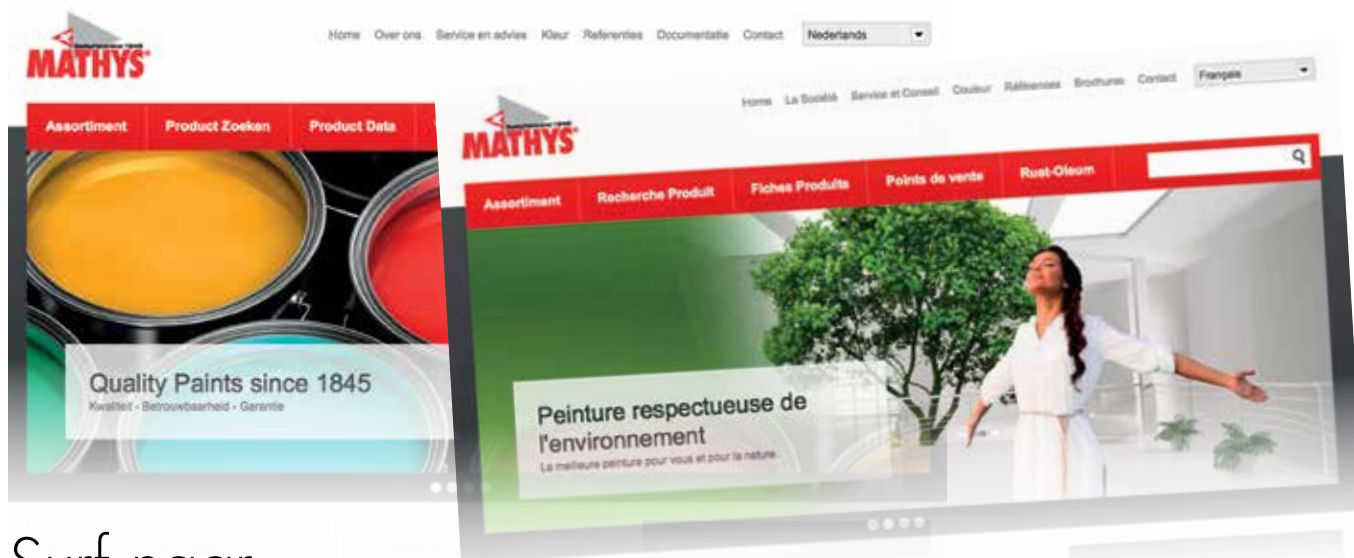 MATHYS®
Home Over ons Service en advies Kleur Referenties Documentatie Contact Nederlands
Assortiment Product Zoeken Product Data
Quality Paints since 1845
Kwaliteit - Betrouwbaarheid - Garantie
Home La Société Service et Conseil Couleur Références Brochures Contact Français
MATHYS®
Assortiment Recherche Produit Fiches Produits Points de vente Rust-Oleum
Peinture respectueuse de
l'environnement
La meilleure peinture pour vous et pour la nature
Surf naar